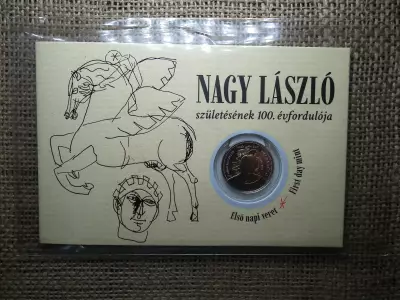 NAGY LÁSZLÓ
születésének 100. évfordulója
Első napi veret
First day mint